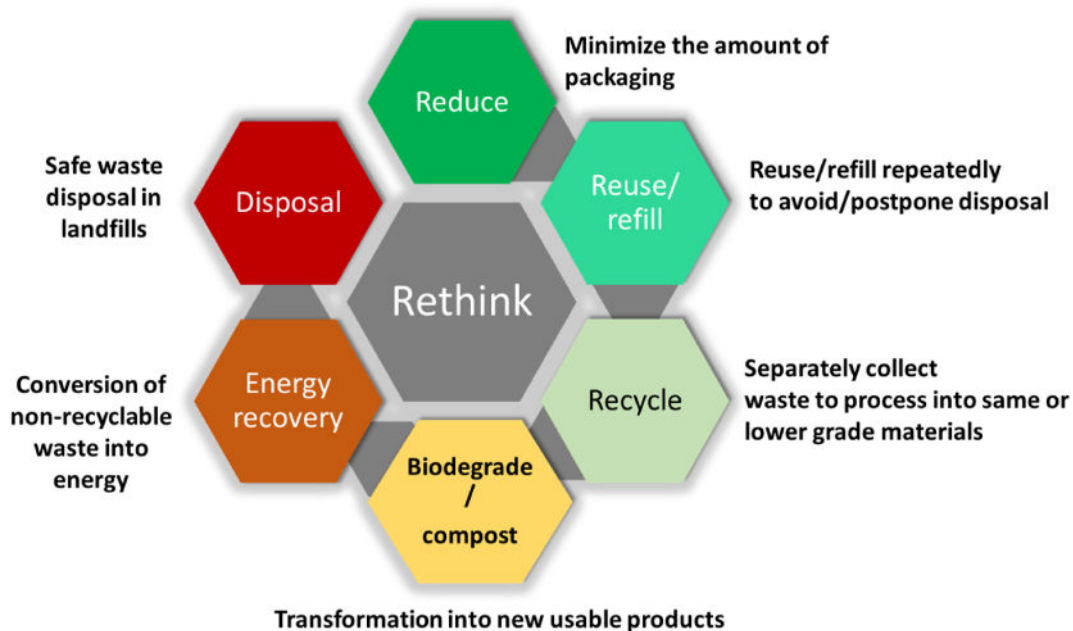 Reduce
Minimize the amount of
packaging
Reuse/
refill
Reuse/refill repeatedly
to avoid/postpone disposal
Recycle
Separately collect
waste to process into same or
lower grade materials
Biodegrade
/
compost
Transformation into new usable products
Energy
recovery
Conversion of
non-recyclable
waste into
energy
Disposal
Safe waste
disposal in
landfills
Rethink